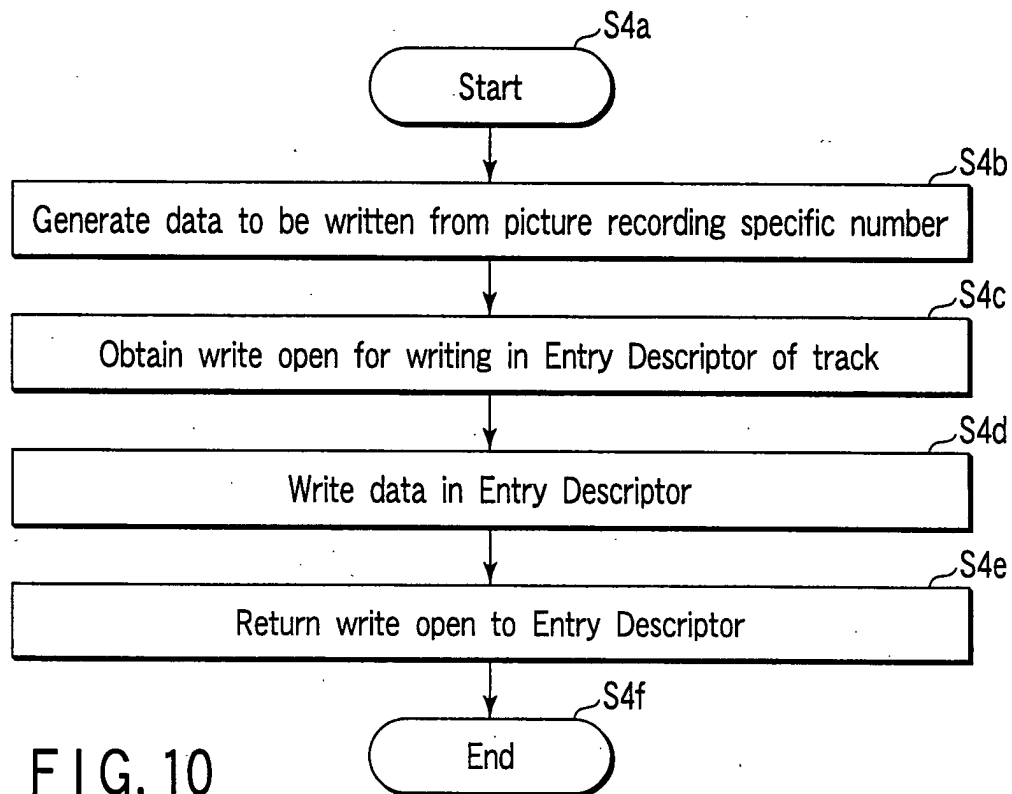 S4a
Start
S4b
Generate data to be written from picture recording specific number
S4c
Obtain write open for writing in Entry Descriptor of track
S4d
Write data in Entry Descriptor
S4e
Return write open to Entry Descriptor
S4f
End
FIG. 10